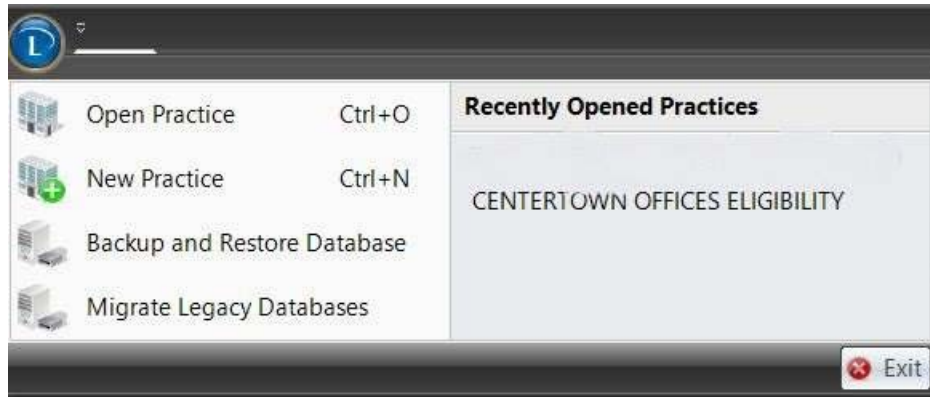 L
Open Practice Ctrl+O
New Practice Ctrl+N
Backup and Restore Database
Migrate Legacy Databases
Recently Opened Practices
CENTERTOWN OFFICES ELIGIBILITY
Exit